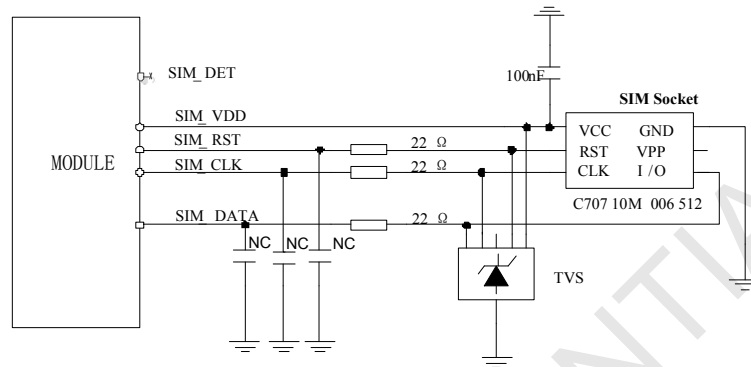 SIM_DET
100nF
SIM Socket
SIM_VDD
VCC GND
SIM_RST
22 Ω
RST VPP
MODULE
SIM_CLK
22 Ω
CLK I/O
C707 10M 006 512
SIM_DATA
22 Ω
NC
NC
NC
TVS
NTIA